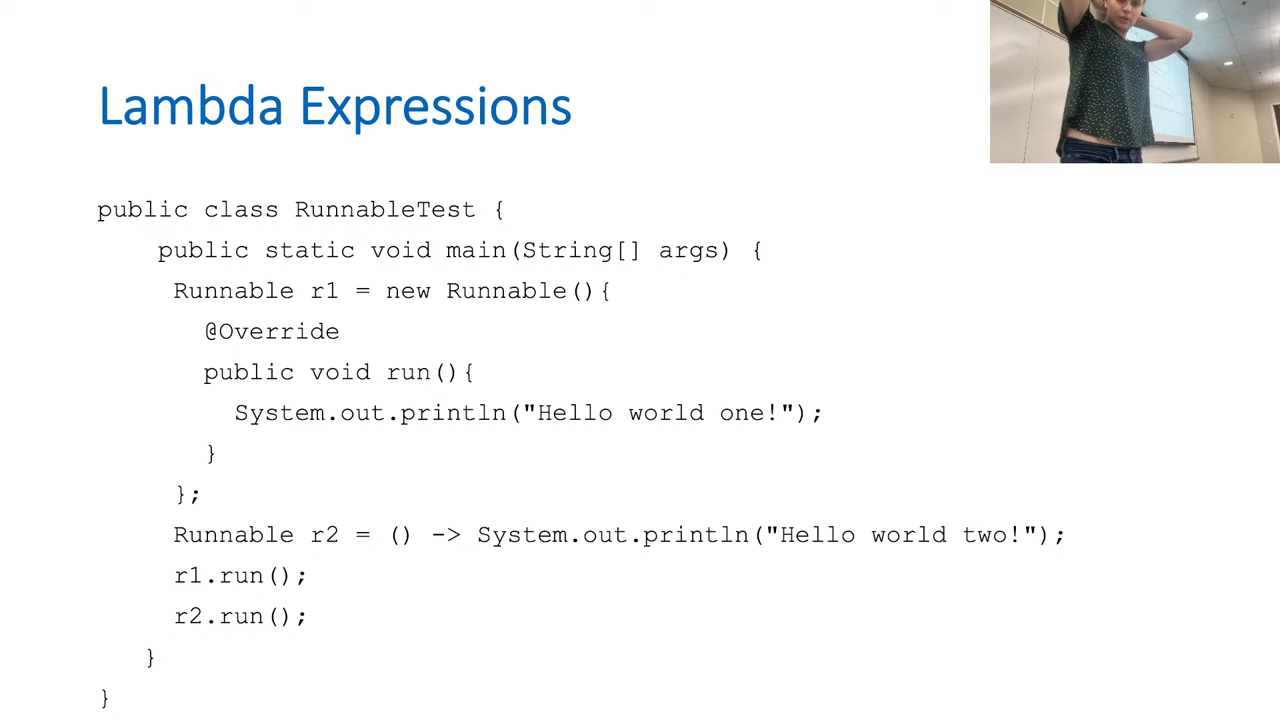 Lambda Expressions
public class RunnableTest {
public static void main(String[] args) {
Runnable r1 = new Runnable(){
@Override
public void run(){
System.out.println("Hello world one!");
}
};
Runnable r2 = () -> System.out.println("Hello world two!");
r1.run();
r2.run();
}
}